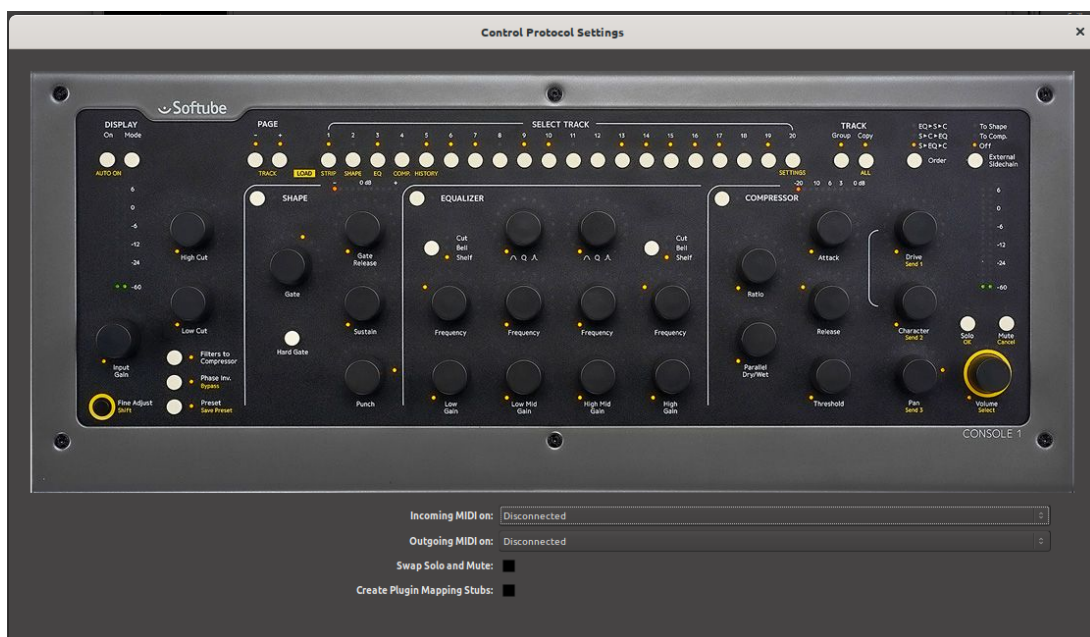 Control Protocol Settings
Softube
DISPLAY
On Mode
AUTO ON
PAGE
- +
TRACK
LOAD
SELECT TRACK
1 2 3 4 5 6 7 8 9 10 11 12 13 14 15 16 17 18 19 20
STRIP SHAPE EQ COMP. HISTORY
SETTINGS
TRACK
Group Copy
ALL
EQ▸S▸C
S▸C▸EQ
S▸EQ▸C
Order
To Shape
To Comp.
Off
External
Sidechain
6
0
-6
-12
-24
-60
High Cut
Low Cut
Input
Gain
Filters to
Compressor
Phase Inv.
Bypass
Preset
Save Preset
Fine Adjust
Shift
SHAPE
- 0 dB +
Gate
Gate
Release
Sustain
Hard Gate
Punch
EQUALIZER
Cut
Bell
Shelf
Q
Q
Cut
Bell
Shelf
Frequency
Frequency
Frequency
Frequency
Low
Gain
Low Mid
Gain
High Mid
Gain
High
Gain
COMPRESSOR
-20 10 6 3 0 dB
Ratio
Attack
Release
Parallel
Dry/Wet
Threshold
Drive
Send 1
Character
Send 2
Pan
Send 3
6
0
-6
-12
-24
-60
Solo
OK
Mute
Cancel
Volume
Select
CONSOLE 1
Incoming MIDI on: Disconnected
Outgoing MIDI on: Disconnected
Swap Solo and Mute:
Create Plugin Mapping Stubs: